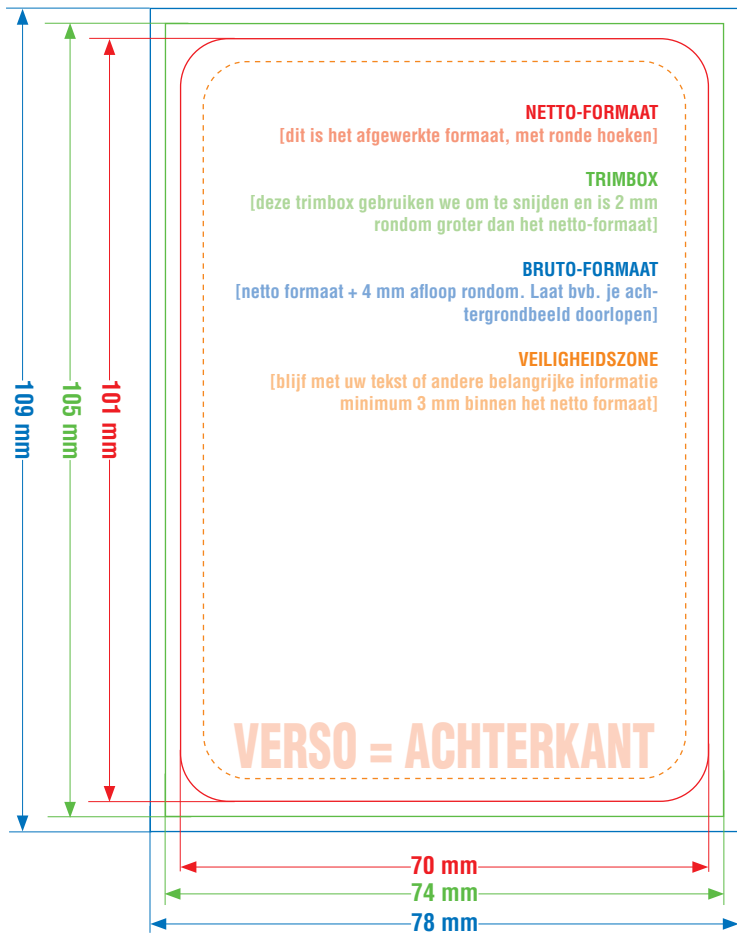 NETTO-FORMAAT
[dit is het afgewerkte formaat, met ronde hoeken]
TRIMBOX
[deze trimbox gebruiken we om te snijden en is 2 mm
rondom groter dan het netto-formaat]
BRUTO-FORMAAT
[netto formaat + 4 mm afloop rondom. Laat bvb. je ach-
tergrondbeeld doorlopen]
VEILIGHEIDSZONE
[blijf met uw tekst of andere belangrijke informatie
minimum 3 mm binnen het netto formaat]
109 mm
105 mm
101 mm
VERSO = ACHTERKANT
70 mm
74 mm
78 mm